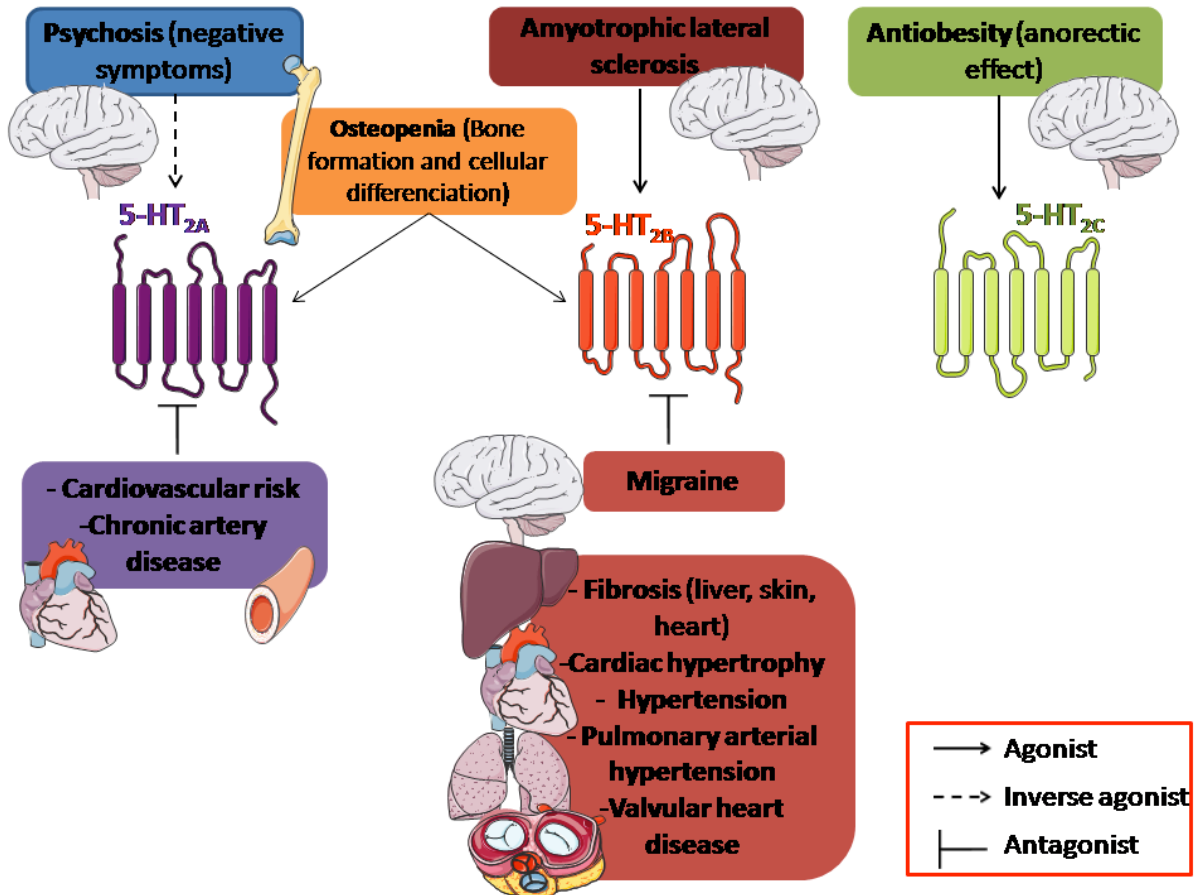 Psychosis (negative
symptoms)
Amyotrophic lateral
sclerosis
Antiobesity (anorectic
effect)
Osteopenia (Bone
formation and cellular
differenciation)
5-HT2A
5-HT2B
5-HT2C
- Cardiovascular risk
-Chronic artery
disease
Migraine
- Fibrosis (liver, skin,
heart)
-Cardiac hypertrophy
- Hypertension
- Pulmonary arterial
hypertension
-Valvular heart
disease
Agonist
Inverse agonist
Antagonist